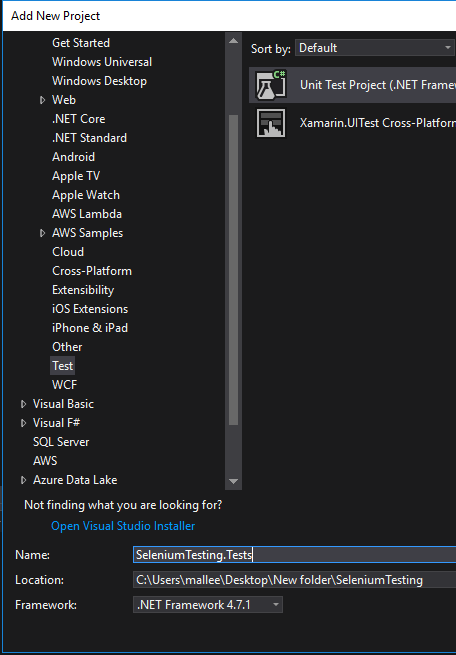 Add New Project
Get Started
Windows Universal
Windows Desktop
Web
.NET Core
.NET Standard
Android
Apple TV
Apple Watch
AWS Lambda
AWS Samples
Cloud
Cross-Platform
Extensibility
iOS Extensions
iPhone & iPad
Other
Test
WCF
Visual Basic
Visual F#
SQL Server
AWS
Azure Data Lake
Sort by: Default
C#
Unit Test Project (.NET Framew
Xamarin.UITest Cross-Platform
Not finding what you are looking for?
Open Visual Studio Installer
Name: SeleniumTesting.Tests
Location: C:\Users\mallee\Desktop\New folder\SeleniumTesting
Framework: .NET Framework 4.7.1